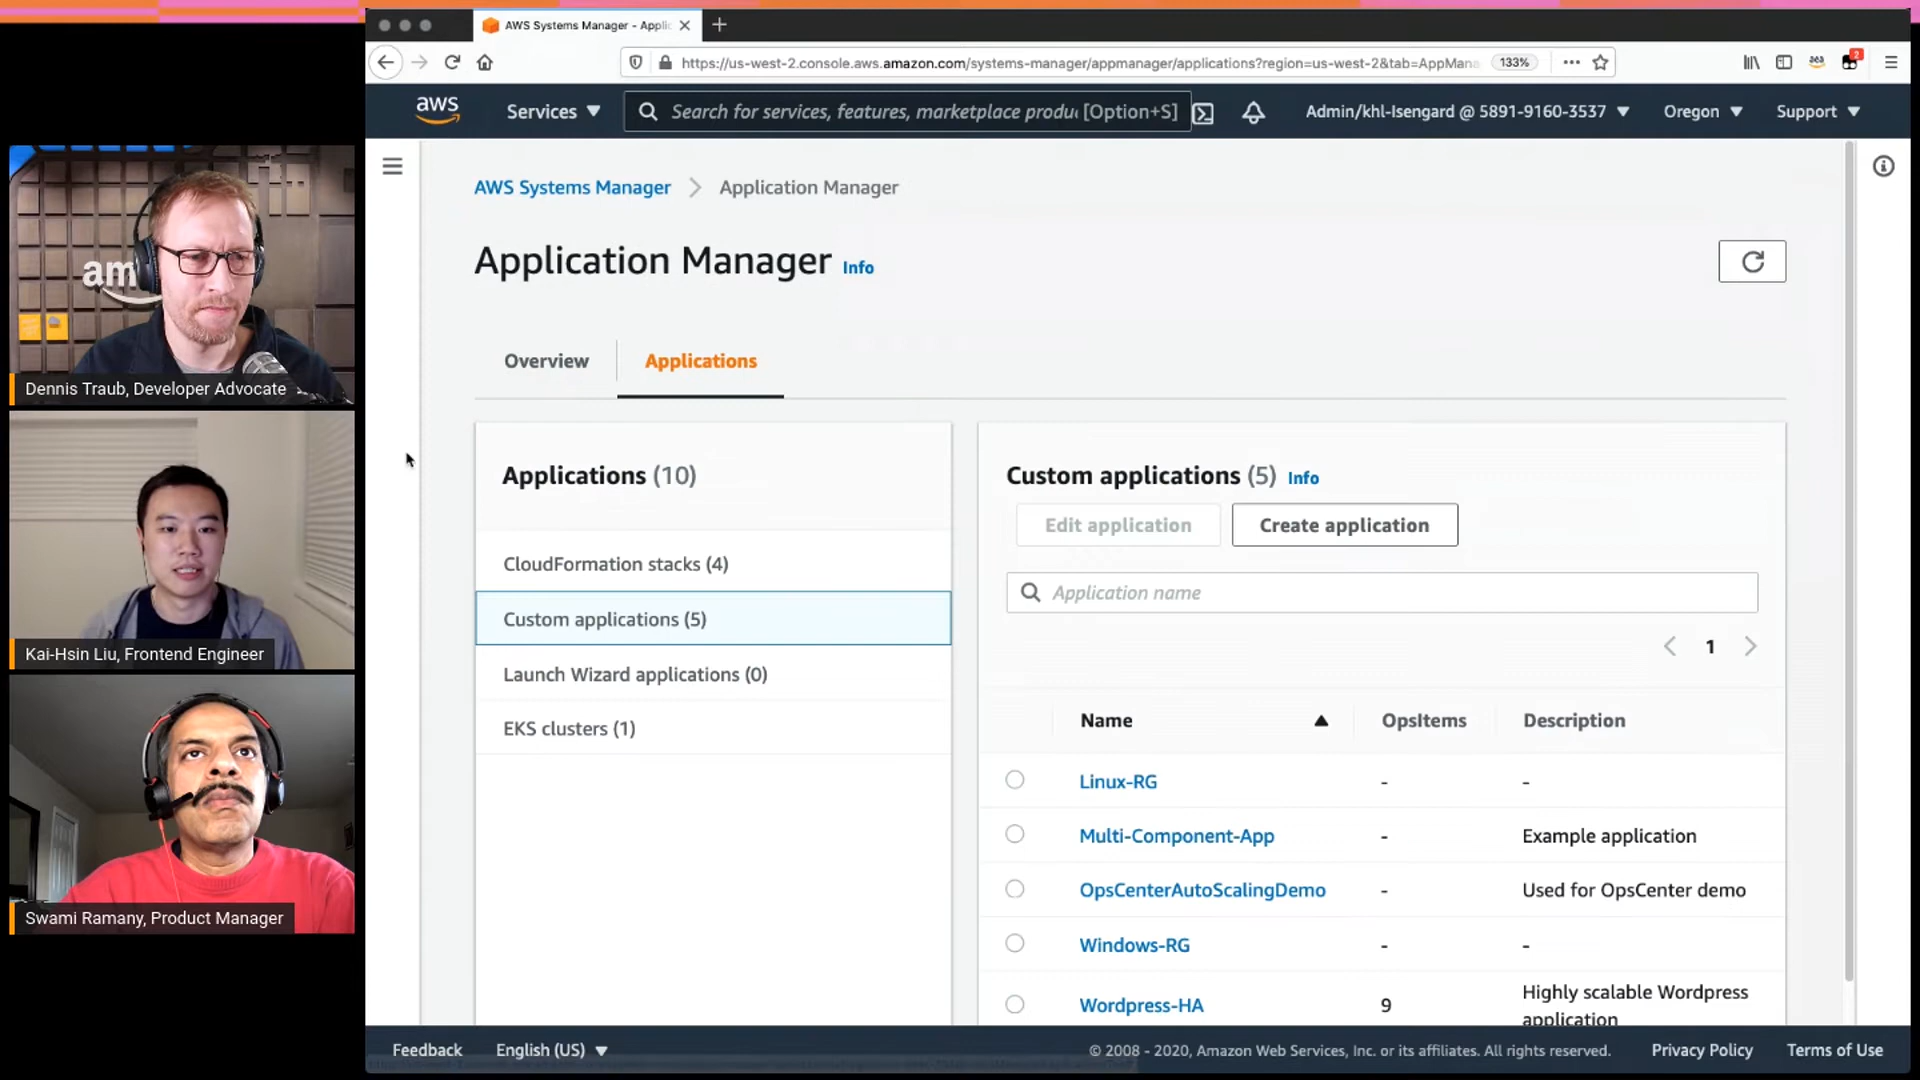 AWS Systems Manager - Applic
https://us-west-2.console.aws.amazon.com/systems-manager/appmanager/applications?region=us-west-2&tab=AppMana
133%
2
aws
Services
Search for services, features, marketplace produc
[Option+S]
Admin/khl-Isengard @ 5891-9160-3537
Oregon
Support
AWS Systems Manager
Application Manager
Application Manager
Info
Overview
Applications
Applications (10)
CloudFormation stacks (4)
Custom applications (5)
Launch Wizard applications (0)
EKS clusters (1)
Custom applications (5)
Info
Edit application
Create application
Application name
1
Name
OpsItems
Description
Linux-RG
-
-
Multi-Component-App
-
Example application
OpsCenterAutoScalingDemo
-
Used for OpsCenter demo
Windows-RG
-
-
Wordpress-HA
9
Highly scalable Wordpress
application
Feedback
English (US)
© 2008 - 2020, Amazon Web Services, Inc. or its affiliates. All rights reserved.
Privacy Policy
Terms of Use
am
Dennis Traub, Developer Advocate
Kai-Hsin Liu, Frontend Engineer
Swami Ramany, Product Manager